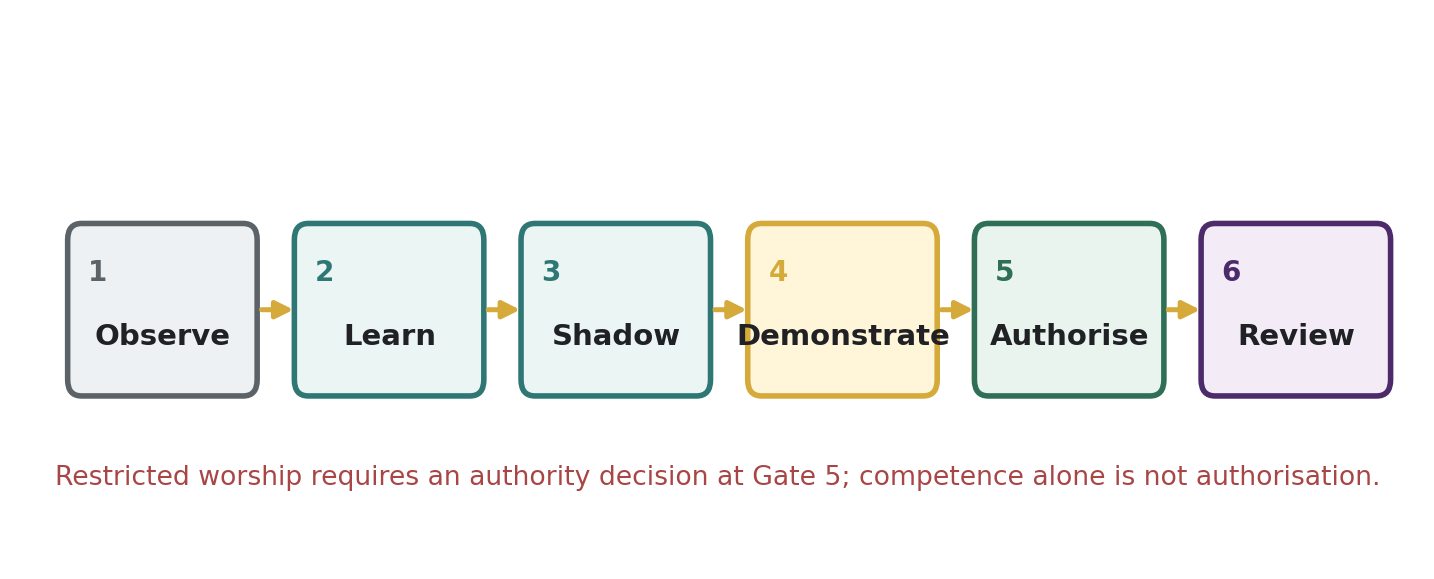 1
2
3
4
5
6
Observe
Learn
Shadow
Demonstrate
Authorise
Review
Restricted worship requires an authority decision at Gate 5; competence alone is not authorisation.